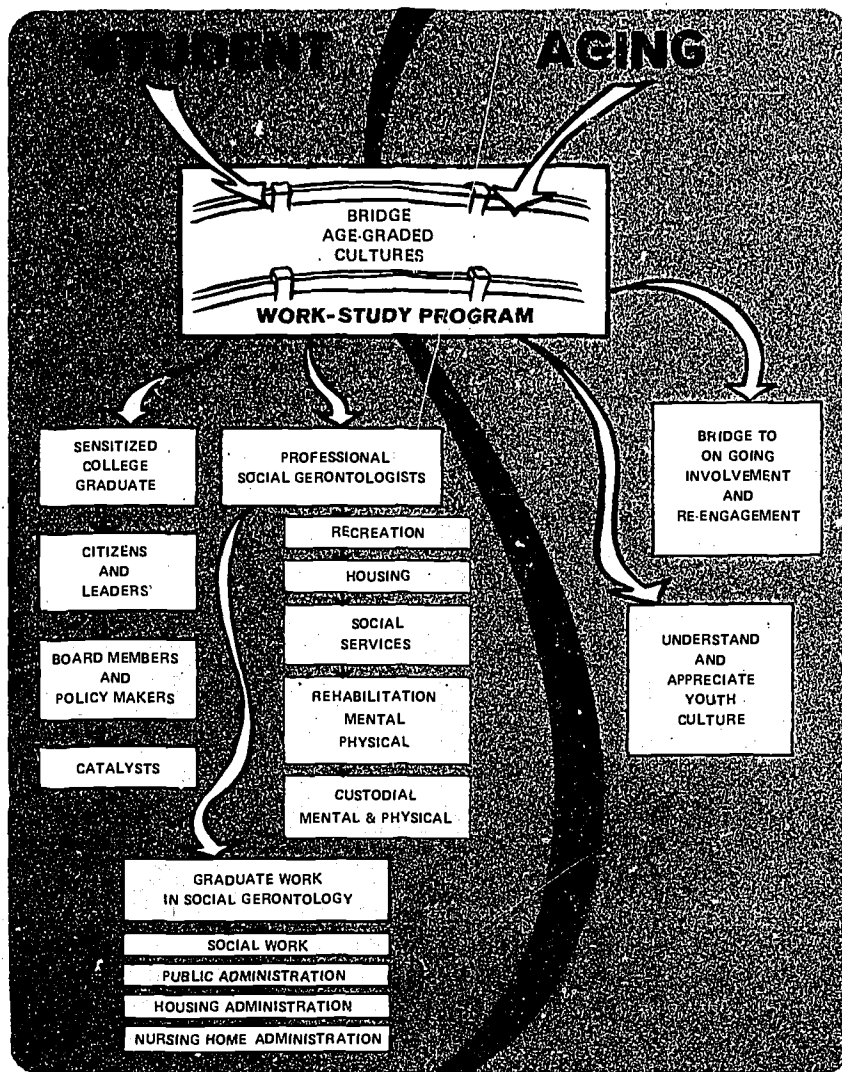 STUDENT AGING
BRIDGE
AGE-GRADED
CULTURES
WORK-STUDY PROGRAM
SENSITIZED
COLLEGE
GRADUATE
CITIZENS
AND
LEADERS
BOARD MEMBERS
AND
POLICY MAKERS
CATALYSTS
PROFESSIONAL
SOCIAL GERONTOLOGISTS
RECREATION
HOUSING
SOCIAL
SERVICES
REHABILITATION
MENTAL
PHYSICAL
CUSTODIAL
MENTAL & PHYSICAL
GRADUATE WORK
IN SOCIAL GERONTOLOGY
SOCIAL WORK
PUBLIC ADMINISTRATION
HOUSING ADMINISTRATION
NURSING HOME ADMINISTRATION
BRIDGE TO
ON GOING
INVOLVEMENT
AND
RE-ENGAGEMENT
UNDERSTAND
AND
APPRECIATE
YOUTH
CULTURE